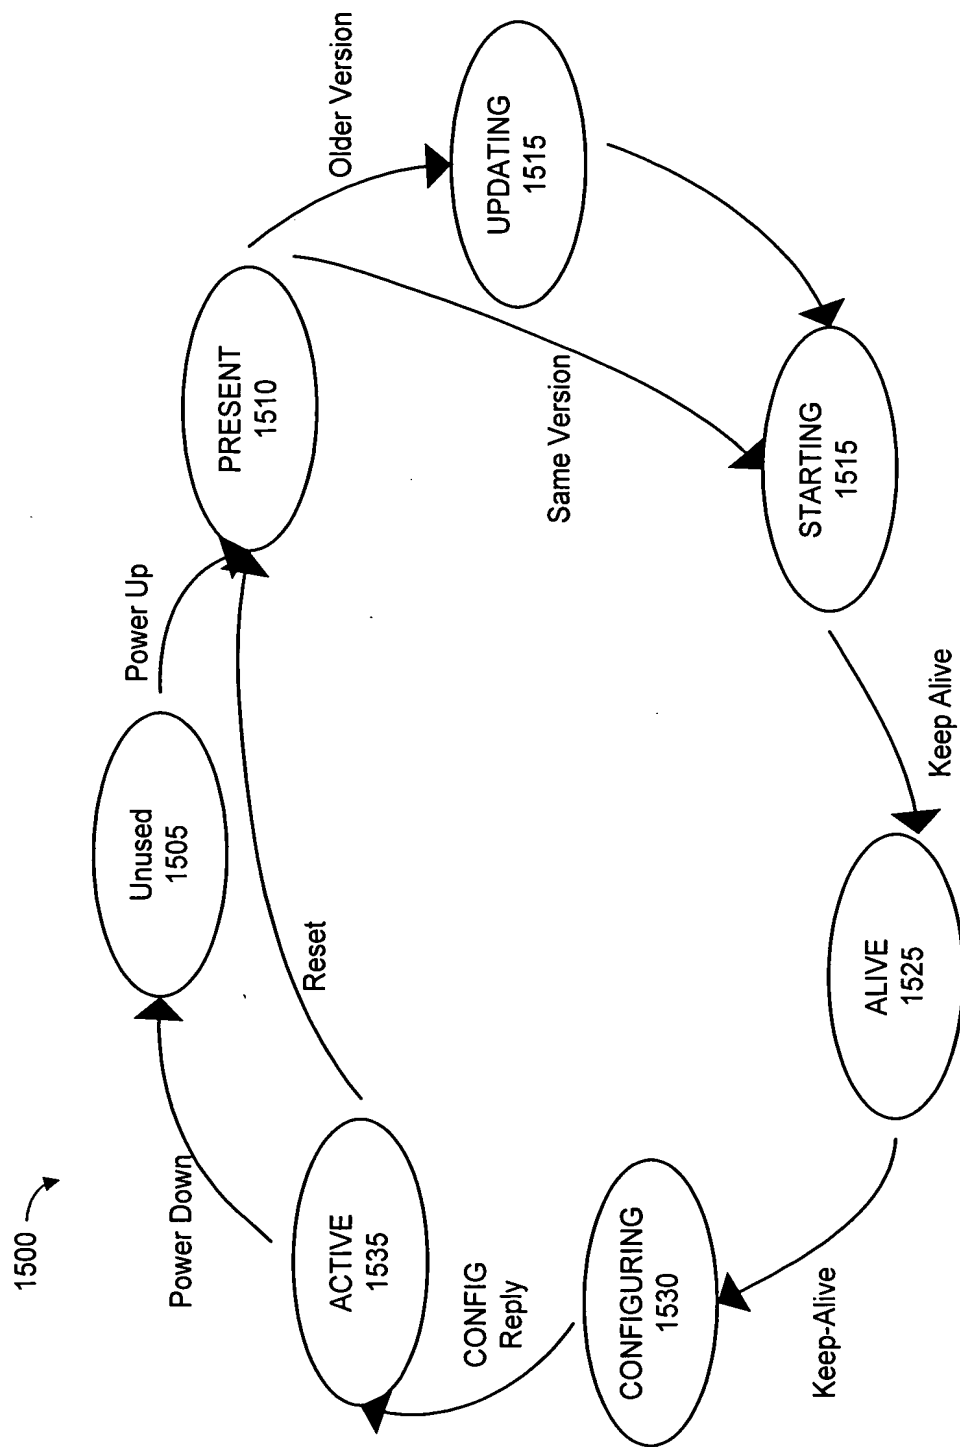 1500
Power Down
Unused
1505
Power Up
PRESENT
1510
Older Version
UPDATING
1515
Same Version
STARTING
1515
Keep Alive
ALIVE
1525
Keep-Alive
CONFIGURING
1530
CONFIG
Reply
ACTIVE
1535
Reset